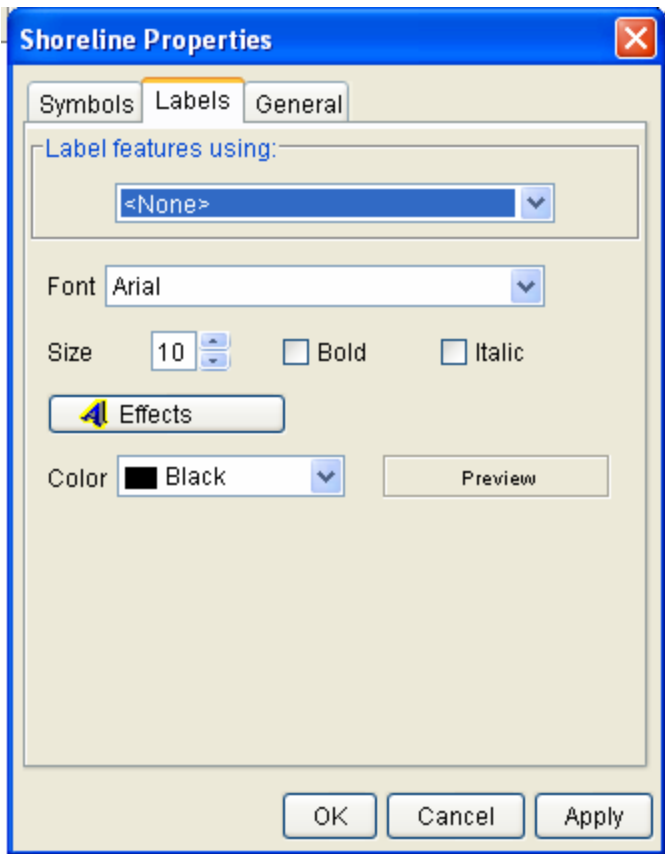 Shoreline Properties
Symbols Labels General
Label features using:
<None>
Font Arial
Size 10 Bold Italic
Effects
Color Black Preview
OK Cancel Apply